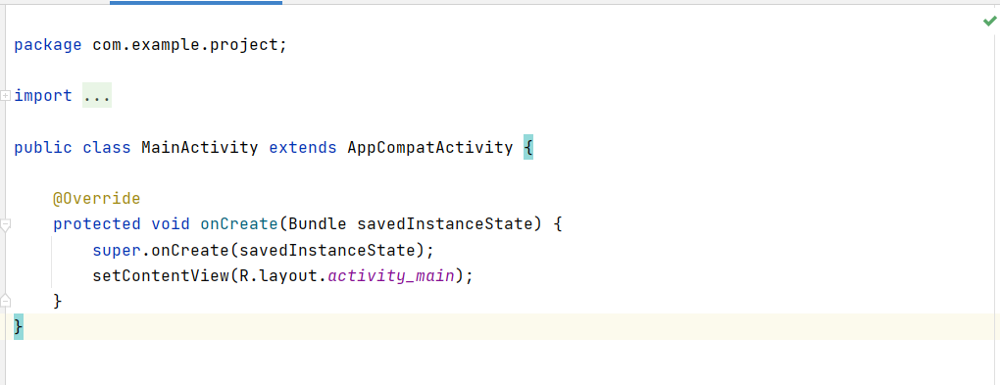 package com.example.project;
import ...
public class MainActivity extends AppCompatActivity {
@Override
protected void onCreate(Bundle savedInstanceState) {
super.onCreate(savedInstanceState);
setContentView(R.layout.activity_main);
}
}